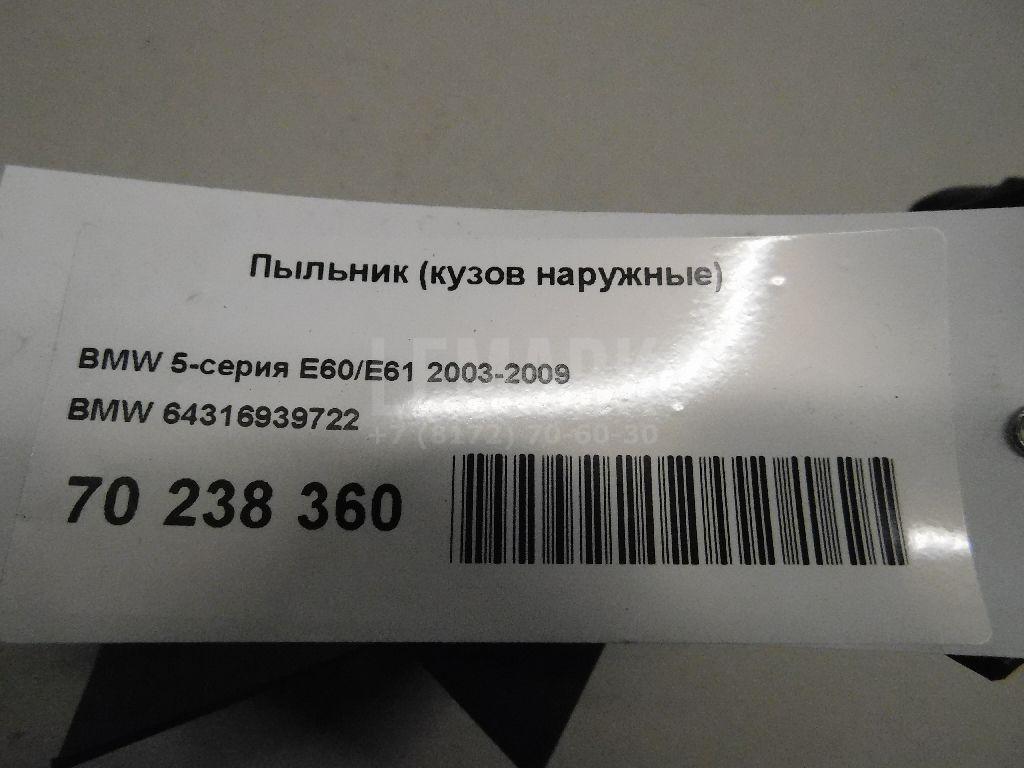 Пыльник (кузов наружные)
BMW 5-серия E60/E61 2003-2009
BMW 64316939722
70 238 360
LEMARK
+7 (8172) 70-60-30